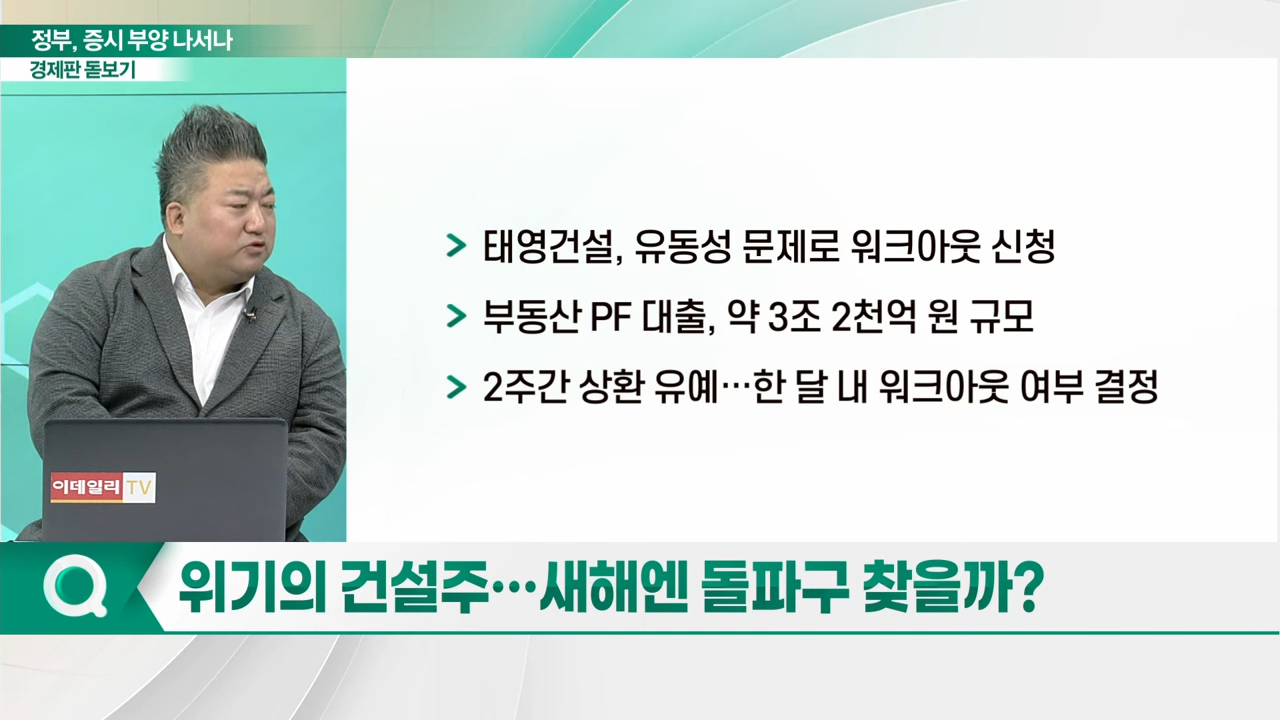 정부, 증시 부양 나서나
경제판 돋보기
> 태영건설, 유동성 문제로 워크아웃 신청
> 부동산 PF 대출, 약 3조 2천억 원 규모
> 2주간 상환 유예…한 달 내 워크아웃 여부 결정
이데일리 TV
위기의 건설주…새해엔 돌파구 찾을까?